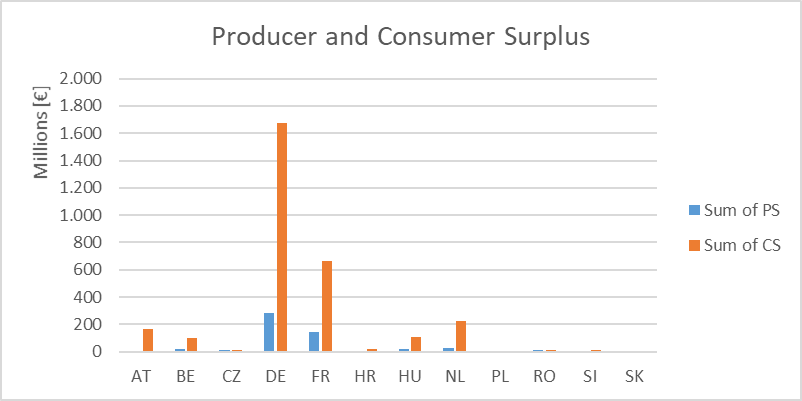 Producer and Consumer Surplus
Millions [€]
2.000
1.800
1.600
1.400
1.200
1.000
800
600
400
200
0
AT BE CZ DE FR HR HU NL PL RO SI SK
Sum of PS
Sum of CS